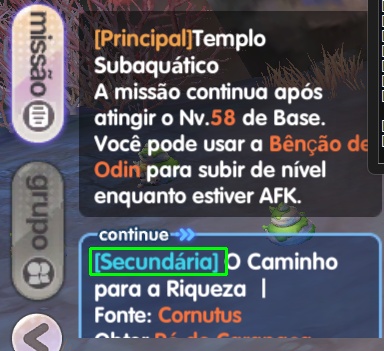 missão
grupo
[Principal]Templo
Subaquático
A missão continua após
atingir o Nv.58 de Base.
Você pode usar a Bênção de
Odin para subir de nível
enquanto estiver AFK.
continue
[Secundária] O Caminho
para a Riqueza |
Fonte: Cornutus